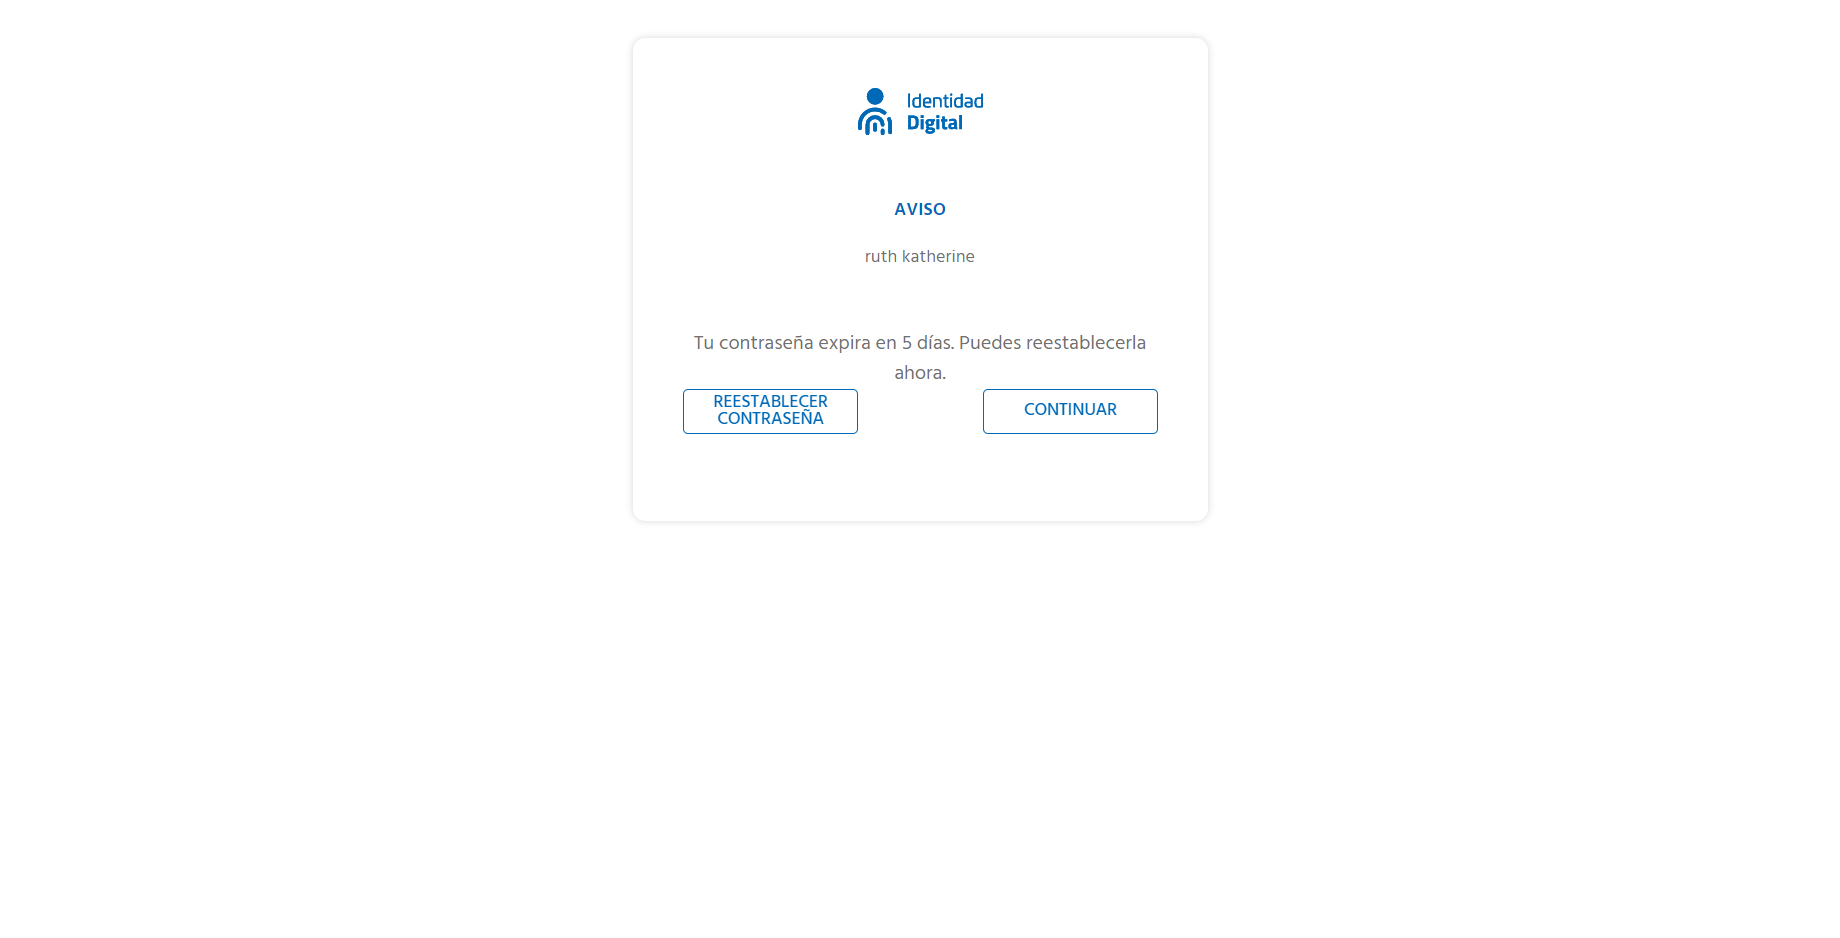 Identidad
Digital
AVISO
ruth katherine
Tu contraseña expira en 5 días. Puedes reestablecerla
ahora.
REESTABLECER
CONTRASEÑA
CONTINUAR